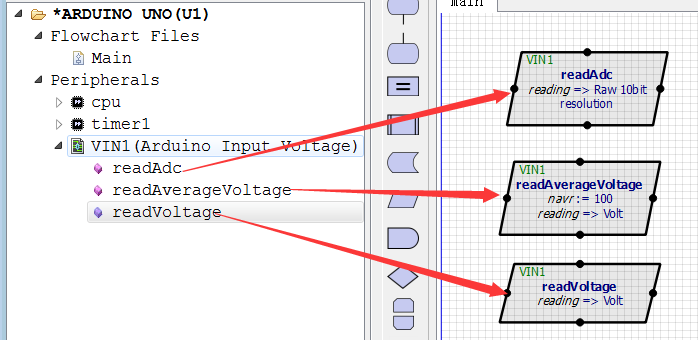 *ARDUINO UNO(U1)
Flowchart Files
Main
Peripherals
cpu
timer1
VIN1(Arduino Input Voltage)
readAdc
readAverageVoltage
readVoltage
main
VIN1
readAdc
reading => Raw 10bit
resolution
VIN1
readAverageVoltage
navr := 100
reading => Volt
VIN1
readVoltage
reading => Volt